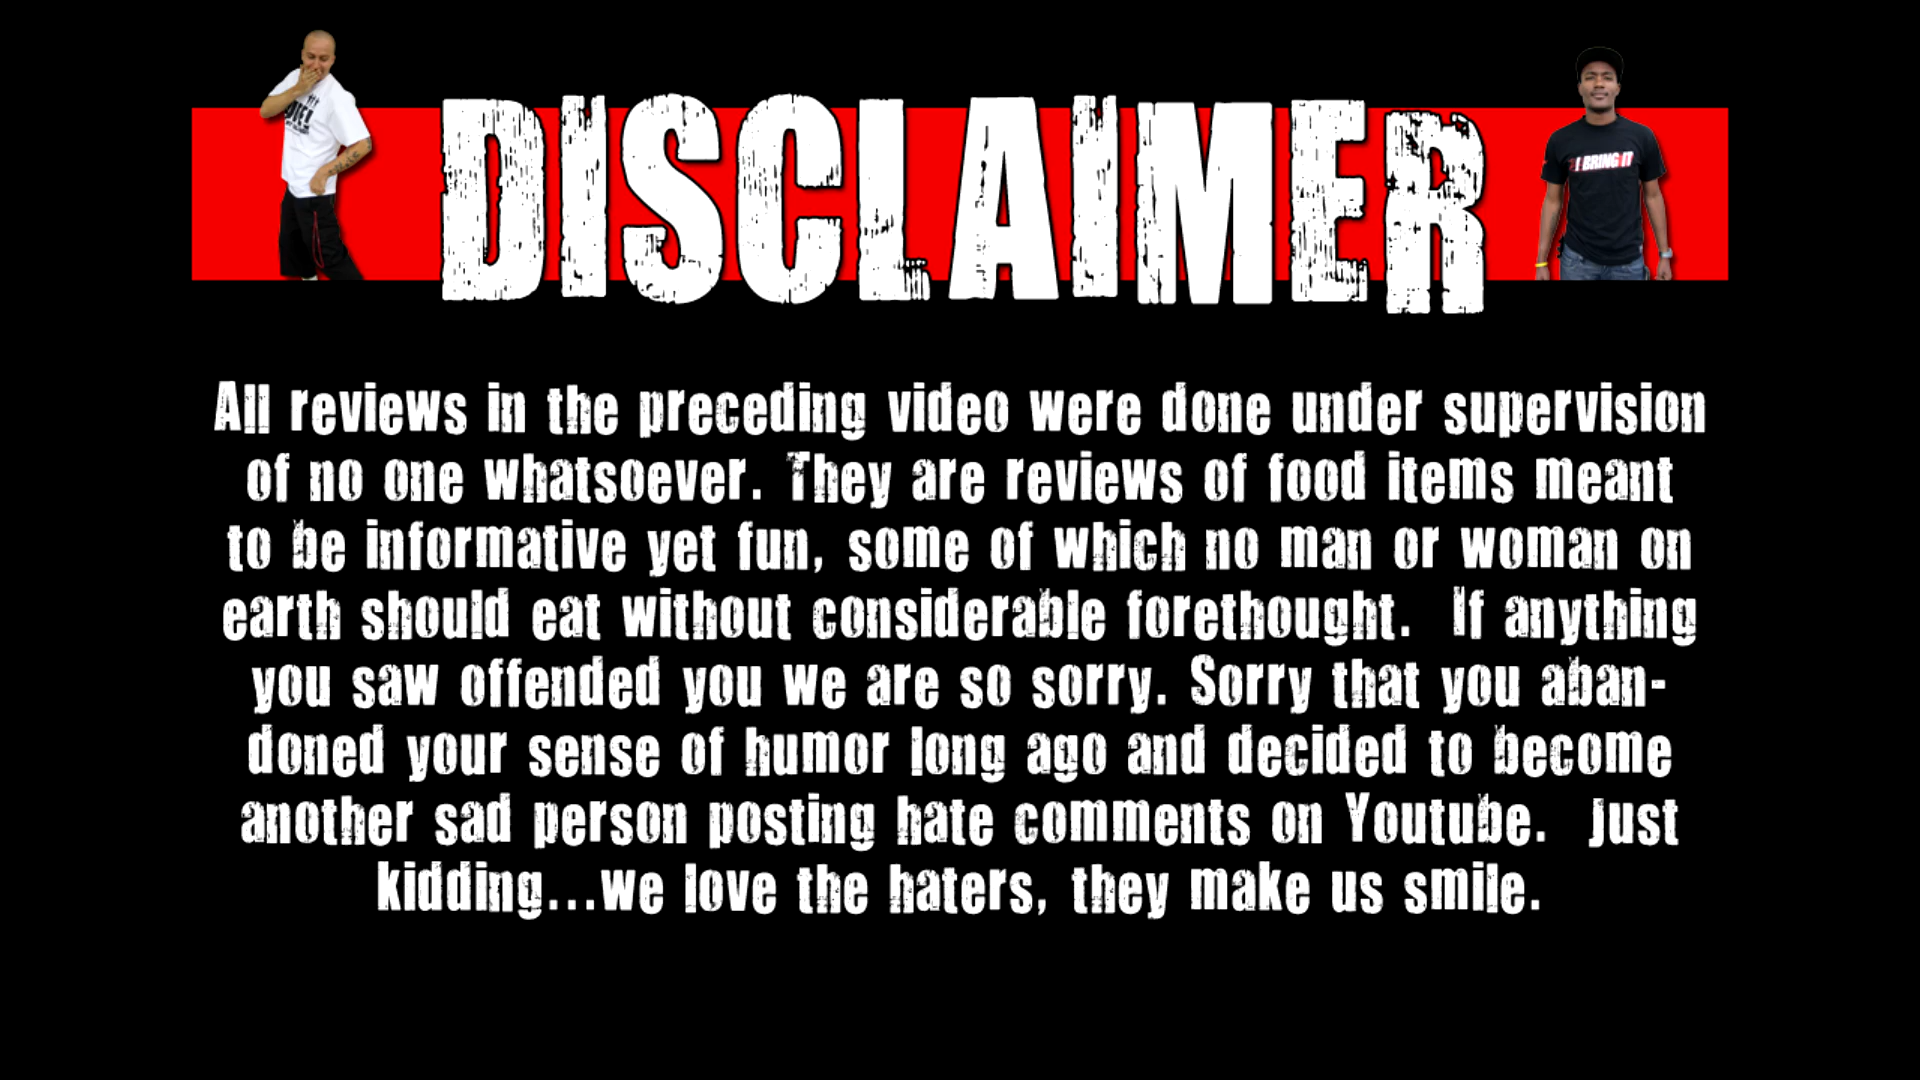 DIET
DISCLAIMER
I BRING IT
All reviews in the preceding video were done under supervision
of no one whatsoever. They are reviews of food items meant
to be informative yet fun, some of which no man or woman on
earth should eat without considerable forethought.  If anything
you saw offended you we are so sorry. Sorry that you aban-
doned your sense of humor long ago and decided to become
another sad person posting hate comments on Youtube.  Just
kidding...we love the haters, they make us smile.